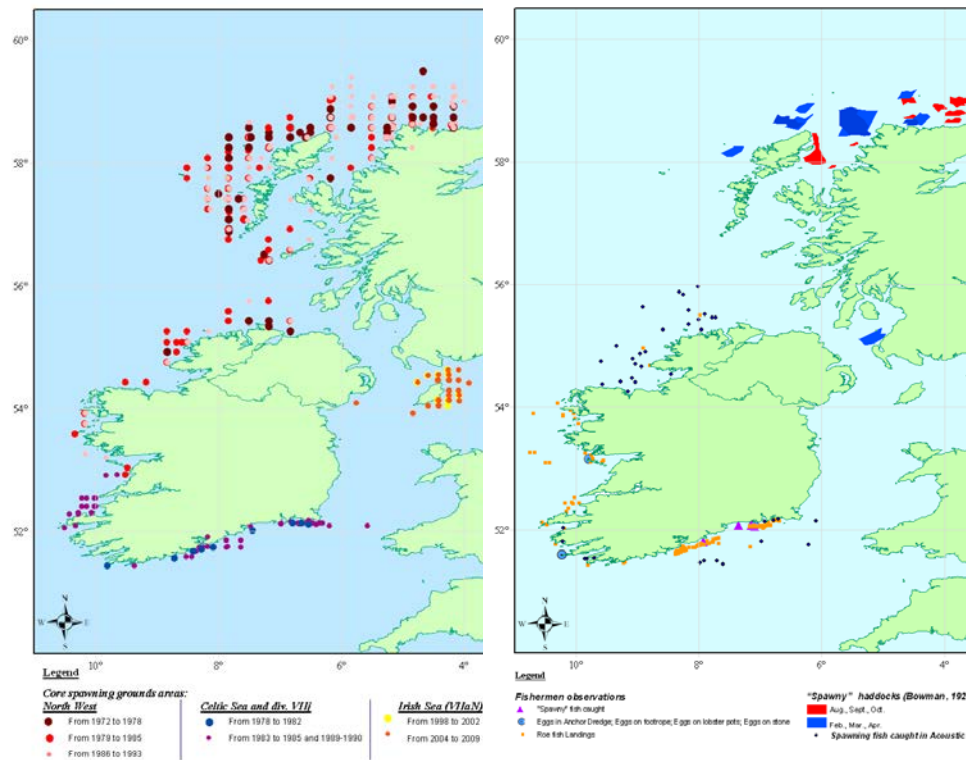 60°
58°
56°
54°
52°
10°
8°
6°
4°
N
W
E
S
Legend
Core spawning grounds areas:
North West
From 1972 to 1978
From 1979 to 1985
From 1986 to 1993
Celtic Sea and div. VIIj
From 1978 to 1982
From 1983 to 1985 and 1989-1990
Irish Sea (VIIaN)
From 1998 to 2002
From 2004 to 2009
60°
58°
56°
54°
52°
10°
8°
6°
4°
N
W
E
S
Legend
Fishermen observations
"Spawny" fish caught
Eggs in Anchor Dredge; Eggs on footrope; Eggs on lobster pots; Eggs on stone
Roe fish Landings
"Spawny" haddocks (Bowman, 192
Aug., Sept., Oct.
Feb., Mar., Apr.
Spawning fish caught in Acoustic